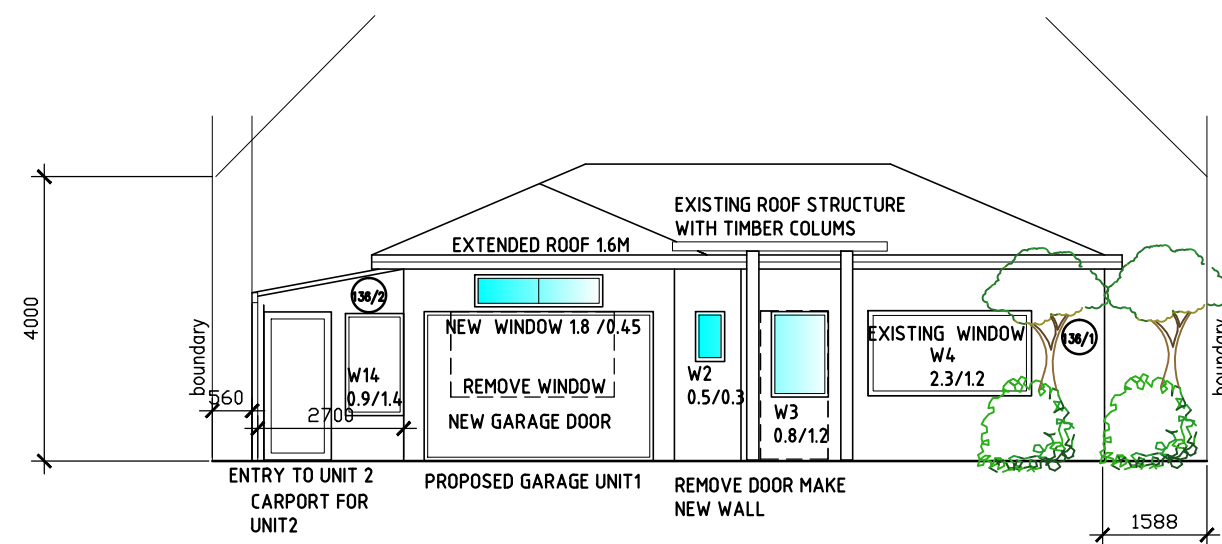 EXISTING ROOF STRUCTURE
WITH TIMBER COLUMS
EXTENDED ROOF 1.6M
4000
boundary
560
2700
136/2
W14
0.9/1.4
NEW WINDOW 1.8 /0.45
REMOVE WINDOW
NEW GARAGE DOOR
W2
0.5/0.3
W3
0.8/1.2
EXISTING WINDOW
W4
2.3/1.2
136/1
boundary
ENTRY TO UNIT 2
CARPORT FOR
UNIT2
PROPOSED GARAGE UNIT1
REMOVE DOOR MAKE
NEW WALL
1588